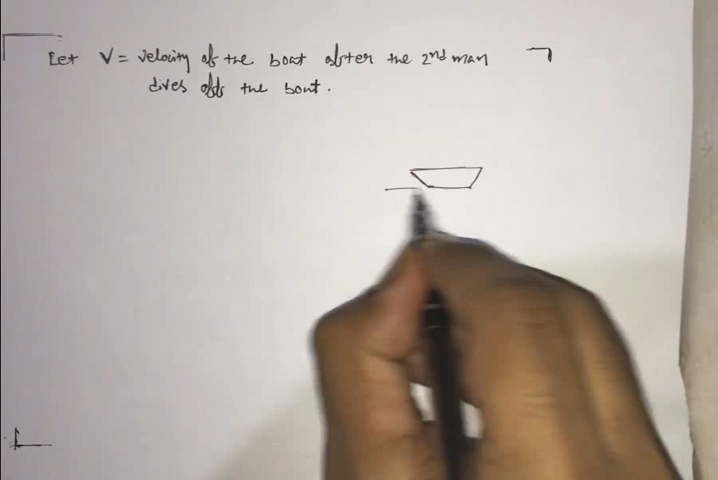 Let V = velocity of the boat after the 2nd man
dives off the boat.